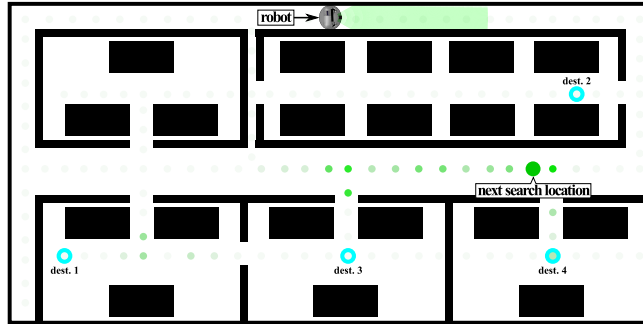 robot
dest. 2
next search location
dest. 1
dest. 3
dest. 4